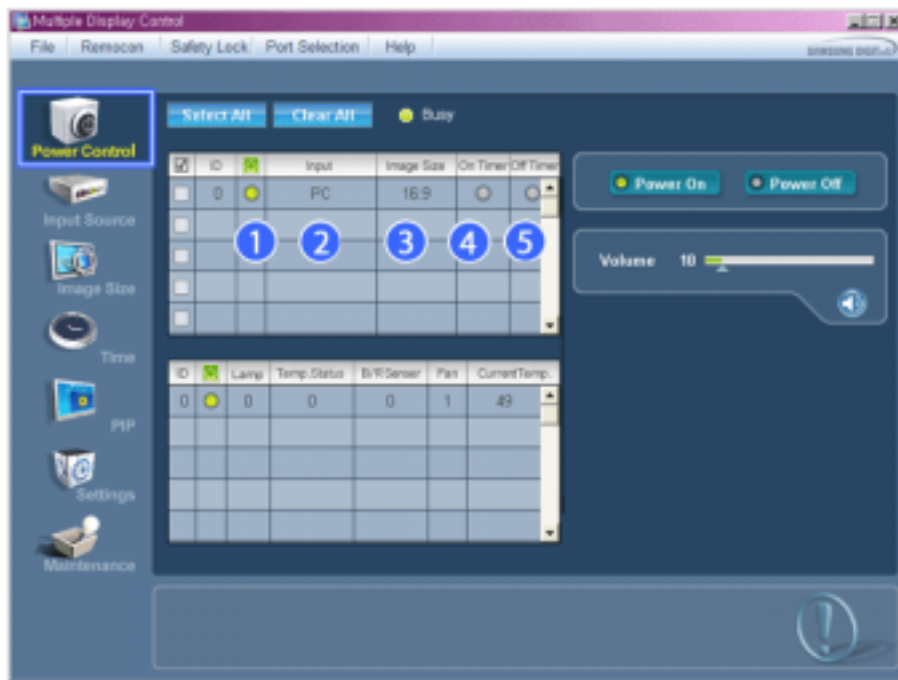 Multiple Display Control
File Remocon Safety Lock Port Selection Help
SAMSUNG DIGITall
Power Control
Input Source
Image Size
Time
PIP
Settings
Maintenance
Select All Clear All Busy
ID Input Image Size On Timer Off Timer
0 PC 16:9
1 2 3 4 5
ID Lamp Temp.Status B/R Senser Fan CurrentTemp.
0 0 0 0 1 49
Power On Power Off
Volume 10